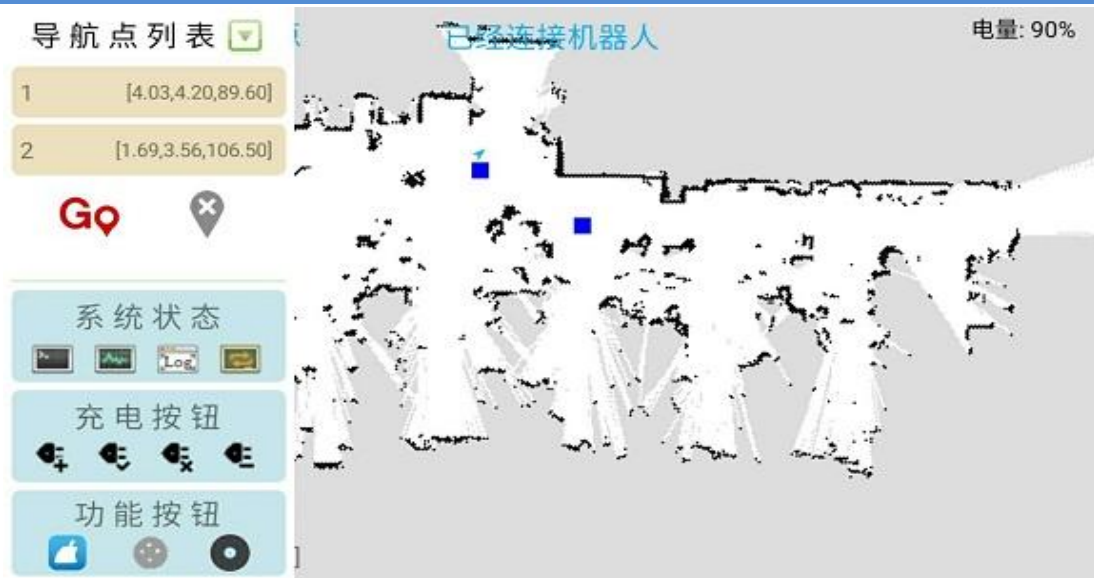 导航点列表
已经连接机器人
电量: 90%
1 [4.03,4.20,89.60]
2 [1.69,3.56,106.50]
Go
系统状态
Log
充电按钮
功能按钮
]